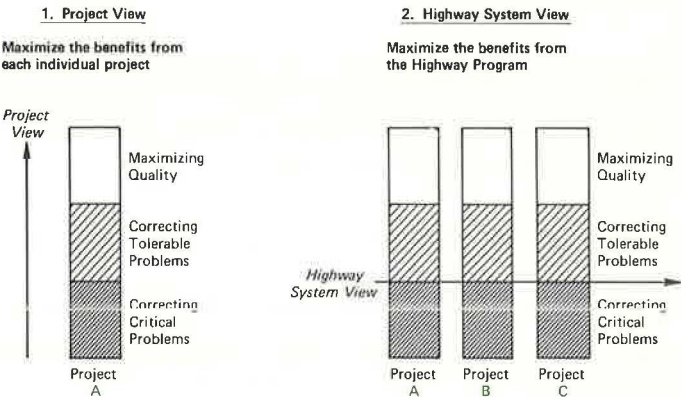 1. Project View
Maximize the benefits from
each individual project
Project
View
Maximizing
Quality
Correcting
Tolerable
Problems
Correcting
Critical
Problems
Project
A
2. Highway System View
Maximize the benefits from
the Highway Program
Maximizing
Quality
Correcting
Tolerable
Problems
Highway
System View
Correcting
Critical
Problems
Project Project Project
A B C